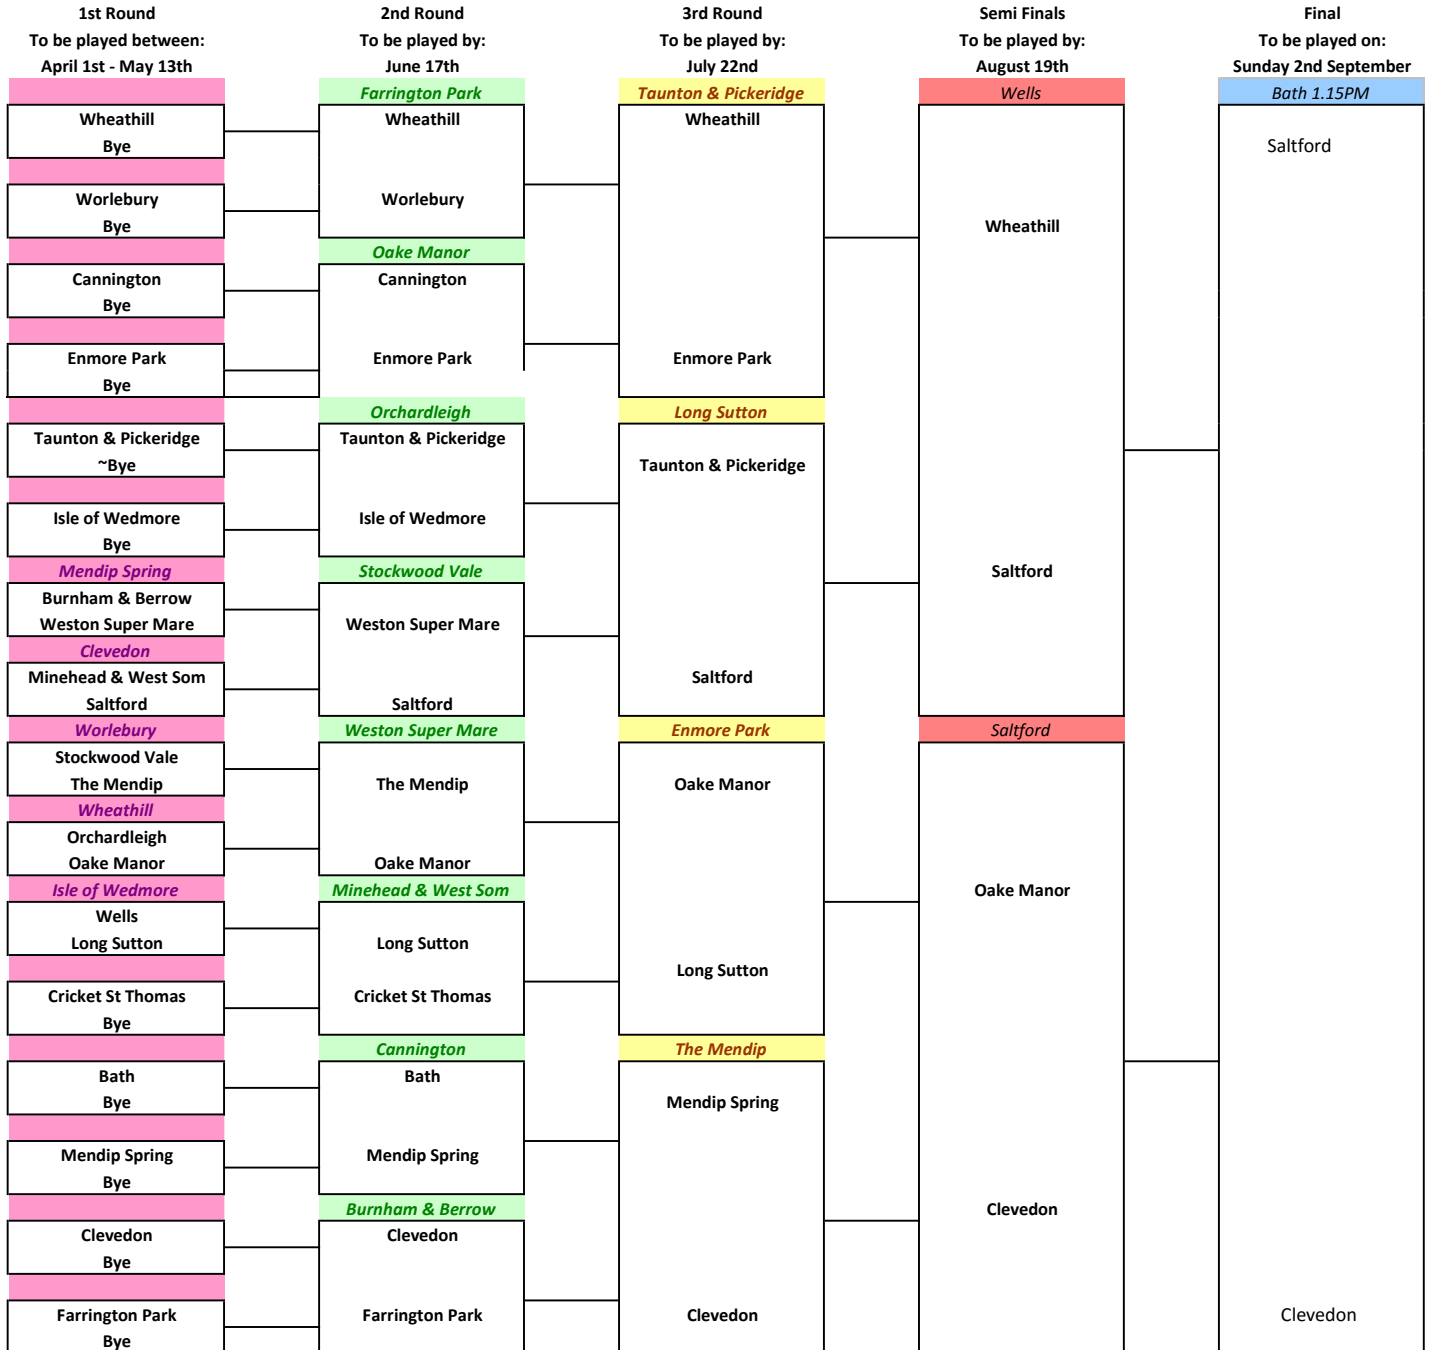 1st Round
To be played between:
April 1st - May 13th
Wheathill
Bye
Worlebury
Bye
Cannington
Bye
Enmore Park
Bye
Taunton & Pickeridge
~Bye
Isle of Wedmore
Bye
Mendip Spring
Burnham & Berrow
Weston Super Mare
Clevedon
Minehead & West Som
Saltford
Worlebury
Stockwood Vale
The Mendip
Wheathill
Orchardleigh
Oake Manor
Isle of Wedmore
Wells
Long Sutton
Cricket St Thomas
Bye
Bath
Bye
Mendip Spring
Bye
Clevedon
Bye
Farrington Park
Bye
2nd Round
To be played by:
June 17th
Farrington Park
Wheathill
Worlebury
Oake Manor
Cannington
Enmore Park
Orchardleigh
Taunton & Pickeridge
Isle of Wedmore
Stockwood Vale
Weston Super Mare
Saltford
Weston Super Mare
The Mendip
Oake Manor
Minehead & West Som
Long Sutton
Cricket St Thomas
Cannington
Bath
Mendip Spring
Burnham & Berrow
Clevedon
Farrington Park
3rd Round
To be played by:
July 22nd
Taunton & Pickeridge
Wheathill
Enmore Park
Long Sutton
Taunton & Pickeridge
Saltford
Enmore Park
Oake Manor
Long Sutton
The Mendip
Mendip Spring
Clevedon
Semi Finals
To be played by:
August 19th
Wells
Wheathill
Saltford
Saltford
Oake Manor
Clevedon
Final
To be played on:
Sunday 2nd September
Bath 1.15PM
Saltford
Clevedon